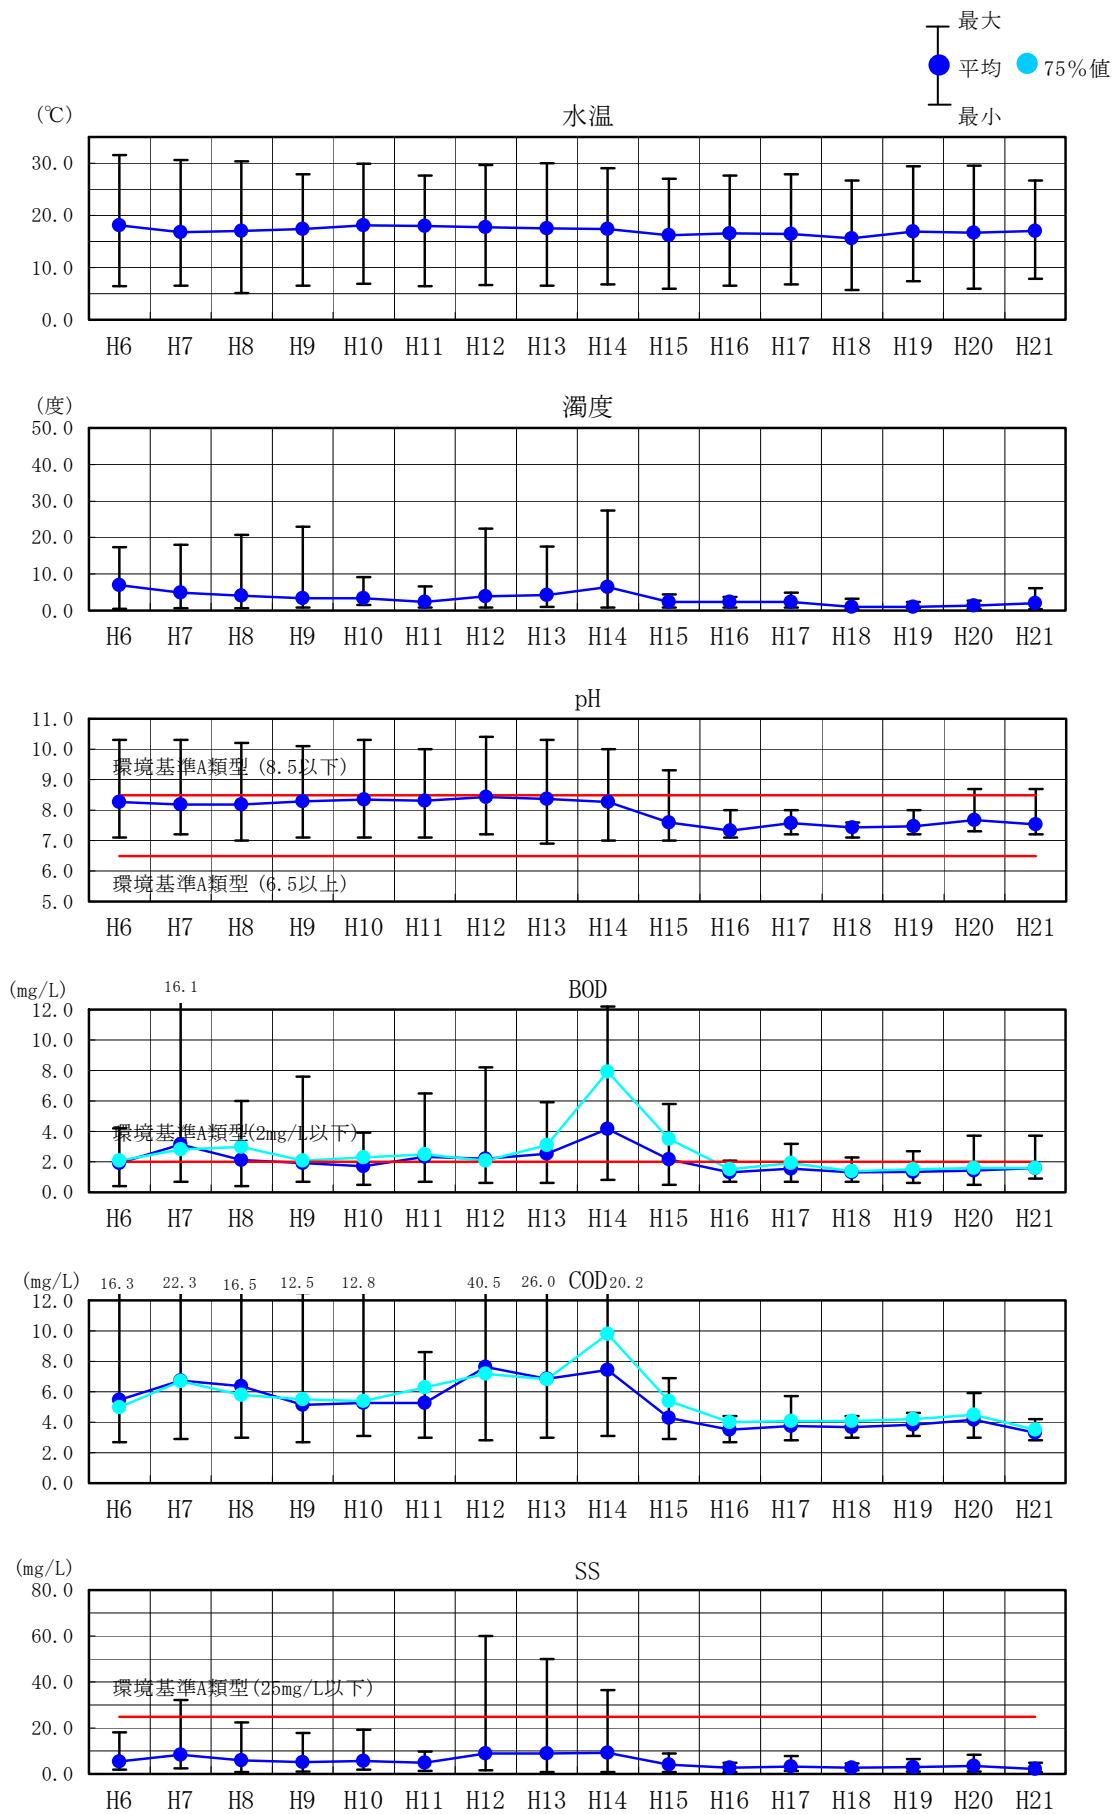 最大
平均 75%値
最小
(℃) 水温
30.0
20.0
10.0
0.0
H6 H7 H8 H9 H10 H11 H12 H13 H14 H15 H16 H17 H18 H19 H20 H21
(度) 濁度
50.0
40.0
30.0
20.0
10.0
0.0
H6 H7 H8 H9 H10 H11 H12 H13 H14 H15 H16 H17 H18 H19 H20 H21
pH
11.0
10.0
環境基準A類型(8.5以下)
9.0
8.0
7.0
6.0
環境基準A類型(6.5以上)
5.0
H6 H7 H8 H9 H10 H11 H12 H13 H14 H15 H16 H17 H18 H19 H20 H21
(mg/L) 16.1 BOD
12.0
10.0
8.0
6.0
4.0
環境基準A類型(2mg/L以下)
2.0
0.0
H6 H7 H8 H9 H10 H11 H12 H13 H14 H15 H16 H17 H18 H19 H20 H21
(mg/L) 16.3 22.3 16.5 12.5 12.8 40.5 26.0 COD 20.2
12.0
10.0
8.0
6.0
4.0
2.0
0.0
H6 H7 H8 H9 H10 H11 H12 H13 H14 H15 H16 H17 H18 H19 H20 H21
(mg/L) SS
80.0
60.0
40.0
環境基準A類型(25mg/L以下)
20.0
0.0
H6 H7 H8 H9 H10 H11 H12 H13 H14 H15 H16 H17 H18 H19 H20 H21